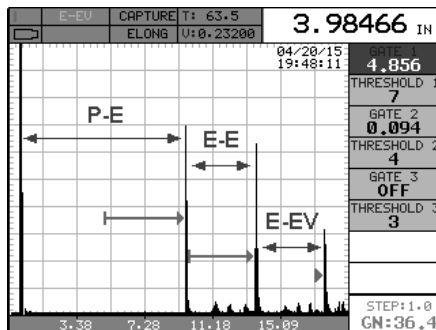 E-EV
CAPTURE
T: 63.5
ELONG
V:0.23200
3.98466 IN
04/20/15
19:48:11
P-E
E-E
E-EV
GATE 1
4.856
THRESHOLD 1
7
GATE 2
0.094
THRESHOLD 2
4
GATE 3
OFF
THRESHOLD 3
3
STEP:1.0
GN:36.4
3.38
7.28
11.18
15.09